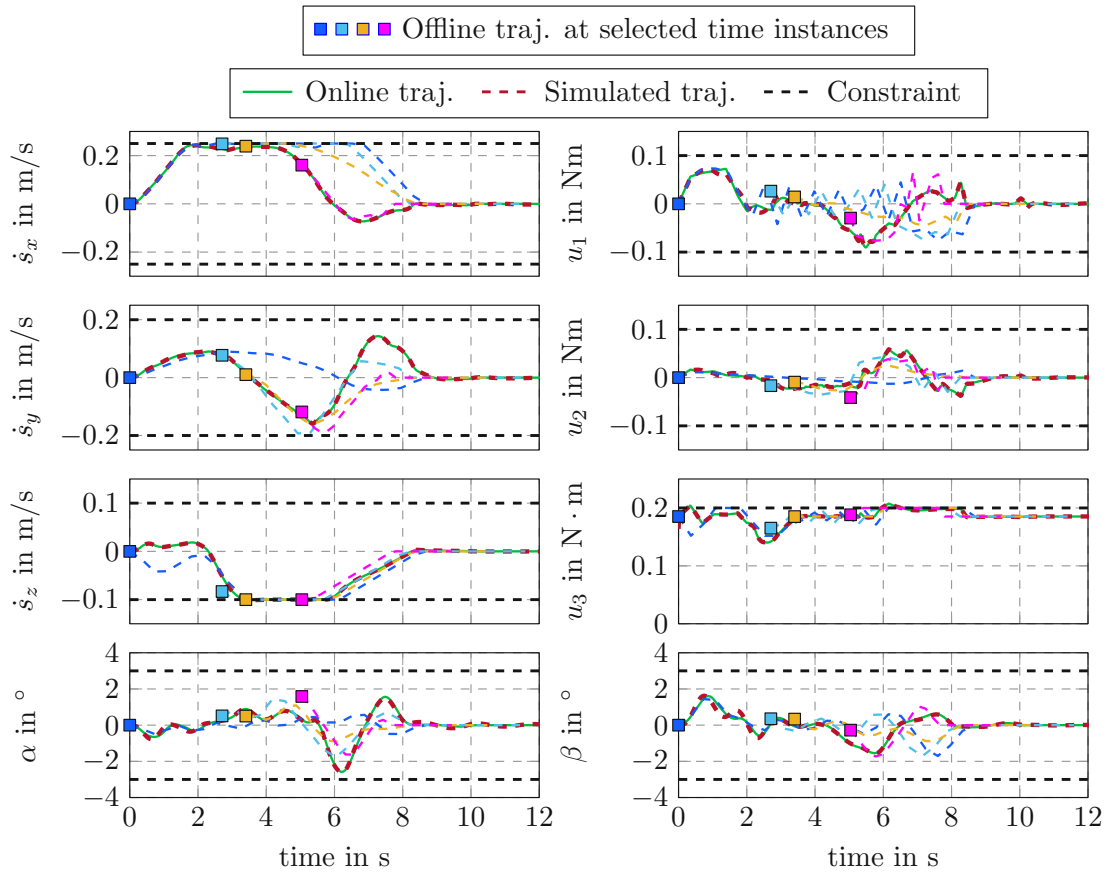 Offline traj. at selected time instances
Online traj. Simulated traj. Constraint
0.2
0
−0.2
ṡx in m/s
0.1
0
−0.1
u1 in Nm
0.2
0
−0.2
ṡy in m/s
0.1
0
−0.1
u2 in Nm
0.1
0
−0.1
ṡz in m/s
0.2
0.2
0
u3 in N · m
4
2
0
−2
−4
α in °
0 2 4 6 8 10 12
time in s
4
2
0
−2
−4
β in °
0 2 4 6 8 10 12
time in s